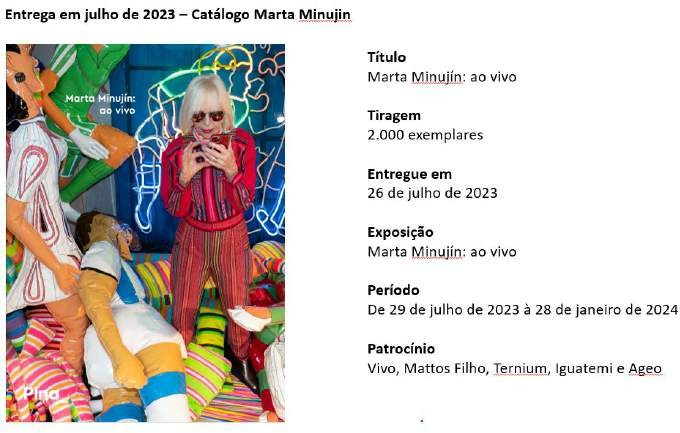 Entrega em julho de 2023 – Catálogo Marta Minujin
Marta Minujín:
ao vivo
Pina
Título
Marta Minujín: ao vivo
Tiragem
2.000 exemplares
Entregue em
26 de julho de 2023
Exposição
Marta Minujín: ao vivo
Período
De 29 de julho de 2023 à 28 de janeiro de 2024
Patrocínio
Vivo, Mattos Filho, Ternium, Iguatemi e Ageo